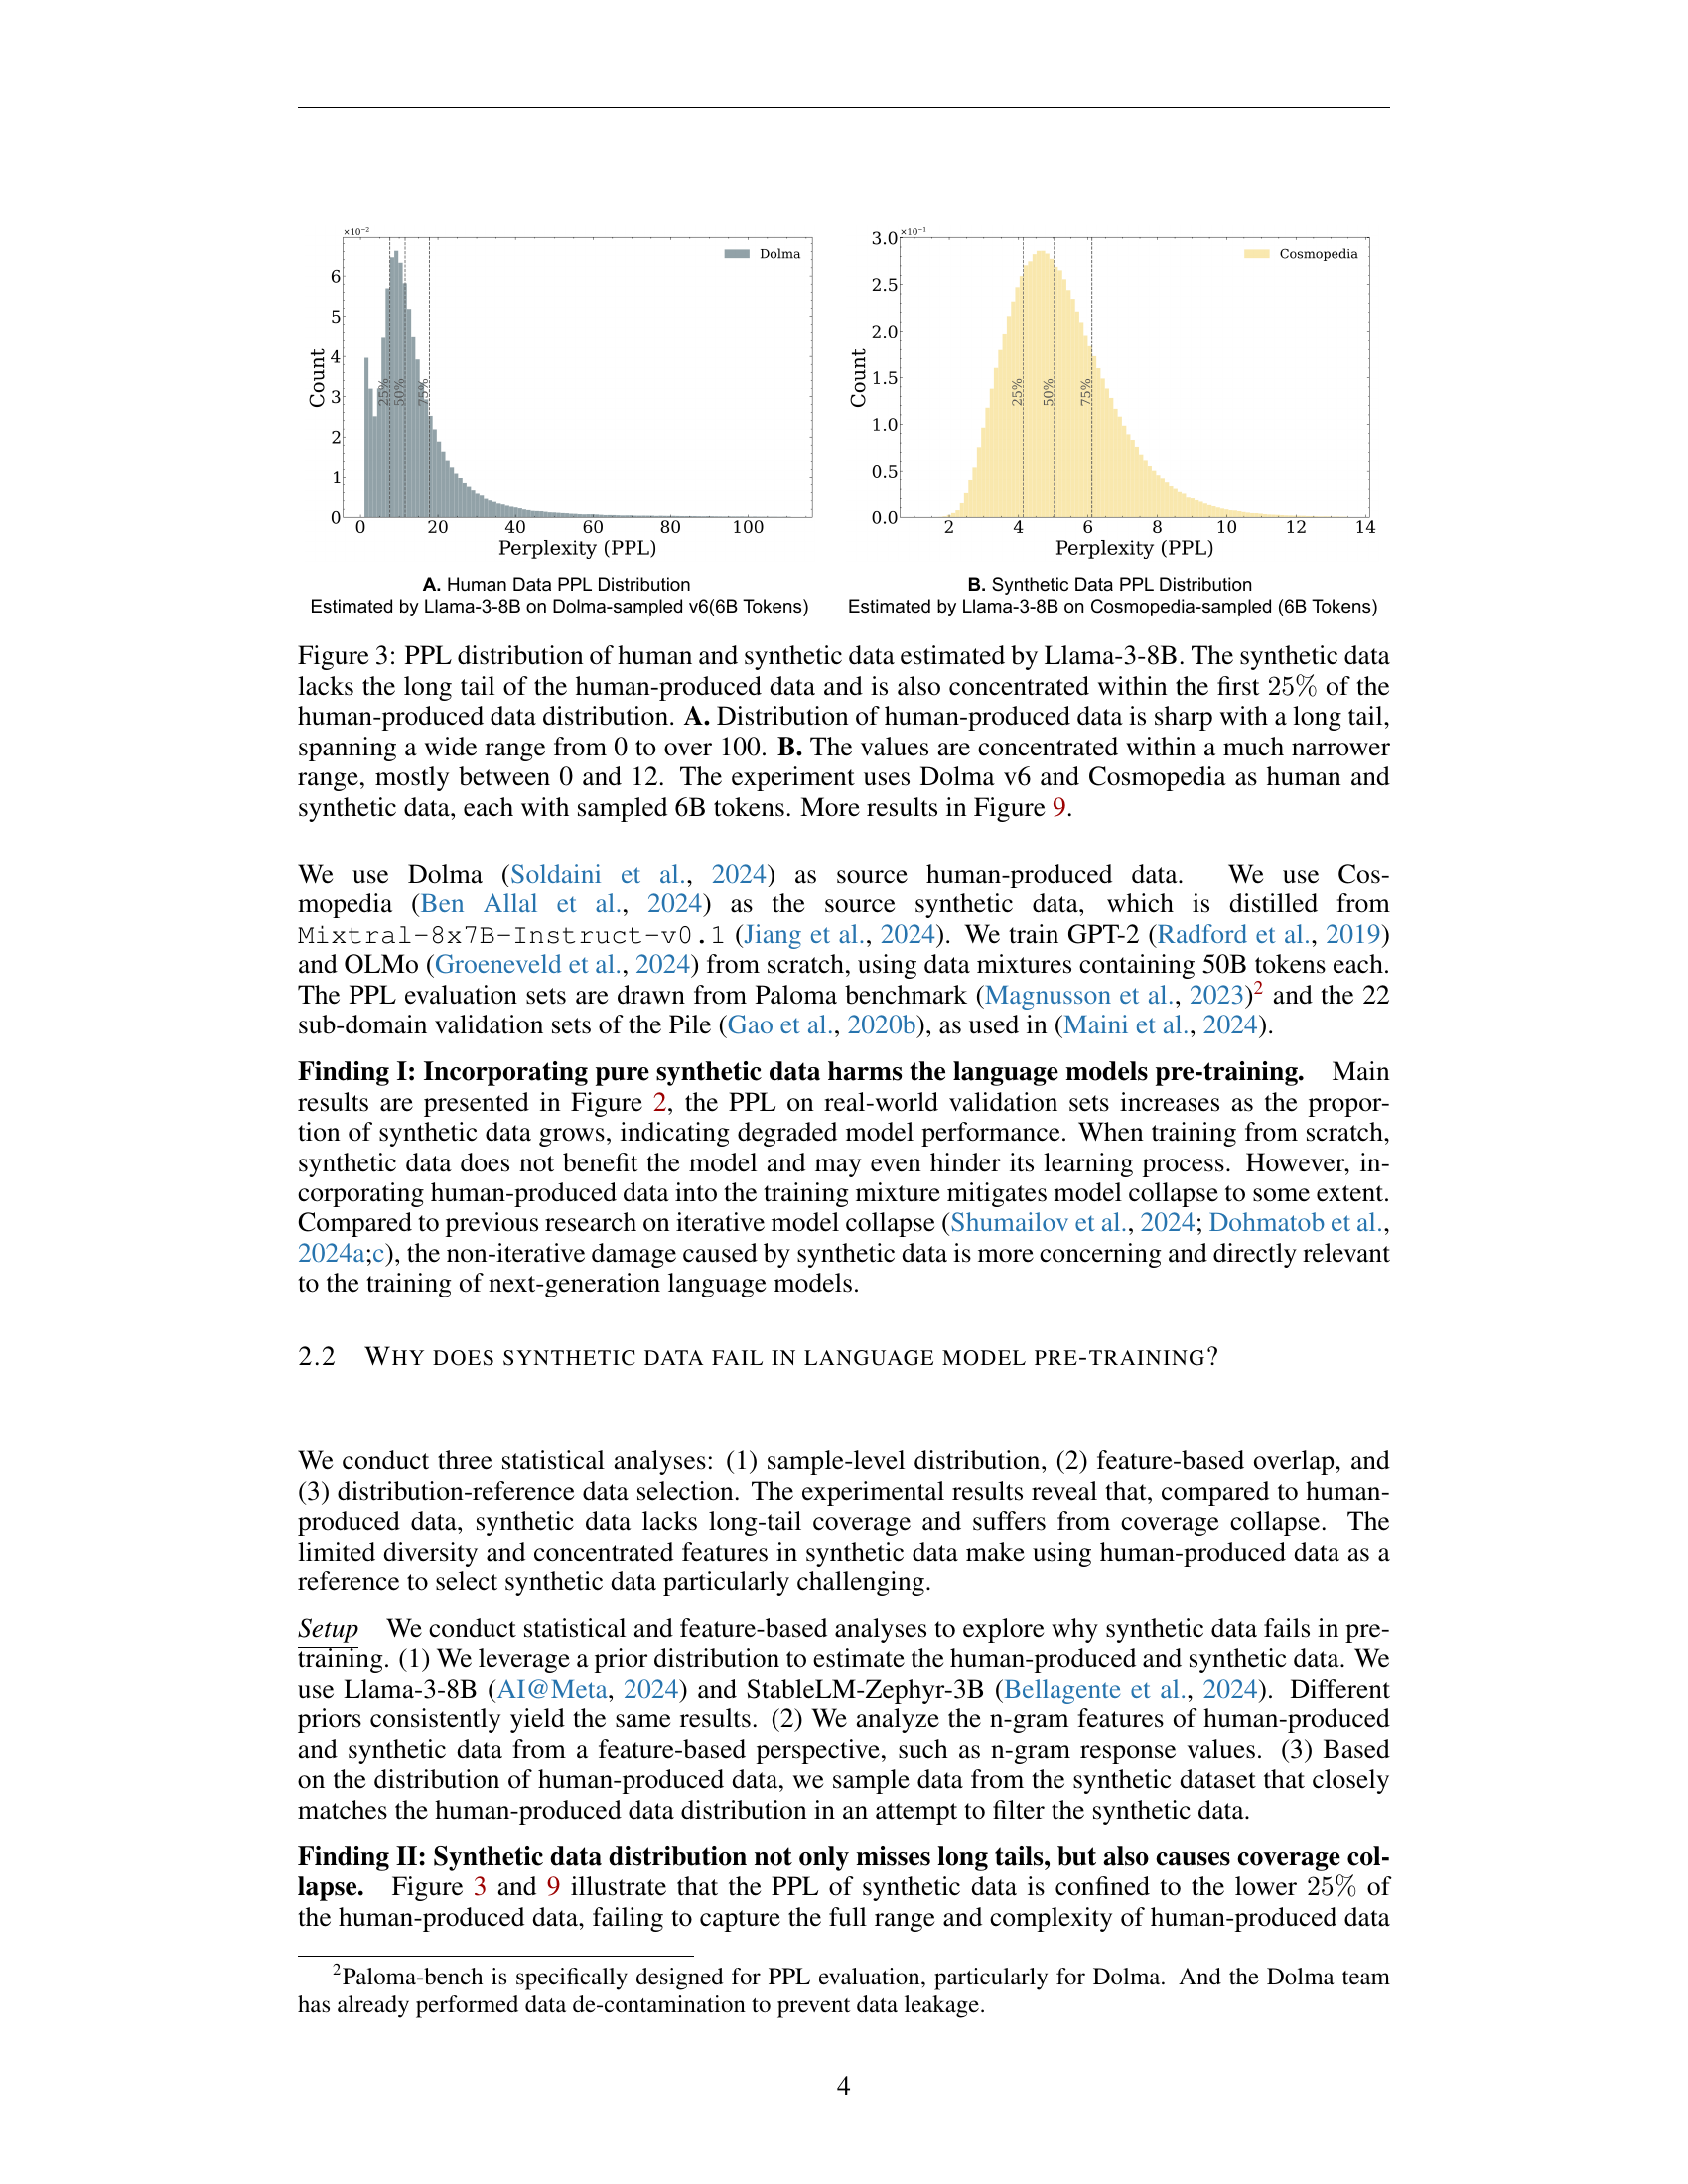 ×10⁻²
Dolma
6
5
4
3
2
1
0
Count
25%
50%
75%
0 20 40 60 80 100
Perplexity (PPL)
A. Human Data PPL Distribution
Estimated by Llama-3-8B on Dolma-sampled v6(6B Tokens)
×10⁻¹
Cosmopedia
3.0
2.5
2.0
1.5
1.0
0.5
0.0
Count
25%
50%
75%
2 4 6 8 10 12 14
Perplexity (PPL)
B. Synthetic Data PPL Distribution
Estimated by Llama-3-8B on Cosmopedia-sampled (6B Tokens)
Figure 3: PPL distribution of human and synthetic data estimated by Llama-3-8B. The synthetic data
lacks the long tail of the human-produced data and is also concentrated within the first 25% of the
human-produced data distribution. A. Distribution of human-produced data is sharp with a long tail,
spanning a wide range from 0 to over 100. B. The values are concentrated within a much narrower
range, mostly between 0 and 12. The experiment uses Dolma v6 and Cosmopedia as human and
synthetic data, each with sampled 6B tokens. More results in Figure 9.
We use Dolma (Soldaini et al., 2024) as source human-produced data. We use Cos-
mopedia (Ben Allal et al., 2024) as the source synthetic data, which is distilled from
Mixtral-8x7B-Instruct-v0.1 (Jiang et al., 2024). We train GPT-2 (Radford et al., 2019)
and OLMo (Groeneveld et al., 2024) from scratch, using data mixtures containing 50B tokens each.
The PPL evaluation sets are drawn from Paloma benchmark (Magnusson et al., 2023)² and the 22
sub-domain validation sets of the Pile (Gao et al., 2020b), as used in (Maini et al., 2024).
Finding I: Incorporating pure synthetic data harms the language models pre-training. Main
results are presented in Figure 2, the PPL on real-world validation sets increases as the propor-
tion of synthetic data grows, indicating degraded model performance. When training from scratch,
synthetic data does not benefit the model and may even hinder its learning process. However, in-
corporating human-produced data into the training mixture mitigates model collapse to some extent.
Compared to previous research on iterative model collapse (Shumailov et al., 2024; Dohmatob et al.,
2024a;c), the non-iterative damage caused by synthetic data is more concerning and directly relevant
to the training of next-generation language models.
2.2 WHY DOES SYNTHETIC DATA FAIL IN LANGUAGE MODEL PRE-TRAINING?
We conduct three statistical analyses: (1) sample-level distribution, (2) feature-based overlap, and
(3) distribution-reference data selection. The experimental results reveal that, compared to human-
produced data, synthetic data lacks long-tail coverage and suffers from coverage collapse. The
limited diversity and concentrated features in synthetic data make using human-produced data as a
reference to select synthetic data particularly challenging.
Setup We conduct statistical and feature-based analyses to explore why synthetic data fails in pre-
training. (1) We leverage a prior distribution to estimate the human-produced and synthetic data. We
use Llama-3-8B (AI@Meta, 2024) and StableLM-Zephyr-3B (Bellagente et al., 2024). Different
priors consistently yield the same results. (2) We analyze the n-gram features of human-produced
and synthetic data from a feature-based perspective, such as n-gram response values. (3) Based
on the distribution of human-produced data, we sample data from the synthetic dataset that closely
matches the human-produced data distribution in an attempt to filter the synthetic data.
Finding II: Synthetic data distribution not only misses long tails, but also causes coverage col-
lapse. Figure 3 and 9 illustrate that the PPL of synthetic data is confined to the lower 25% of
the human-produced data, failing to capture the full range and complexity of human-produced data
²Paloma-bench is specifically designed for PPL evaluation, particularly for Dolma. And the Dolma team
has already performed data de-contamination to prevent data leakage.
4